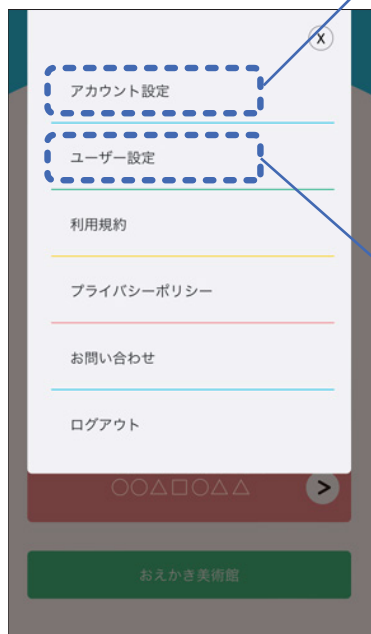 X
アカウント設定
ユーザー設定
利用規約
プライバシーポリシー
お問い合わせ
ログアウト
○○△□○△△
>
おえかき美術館